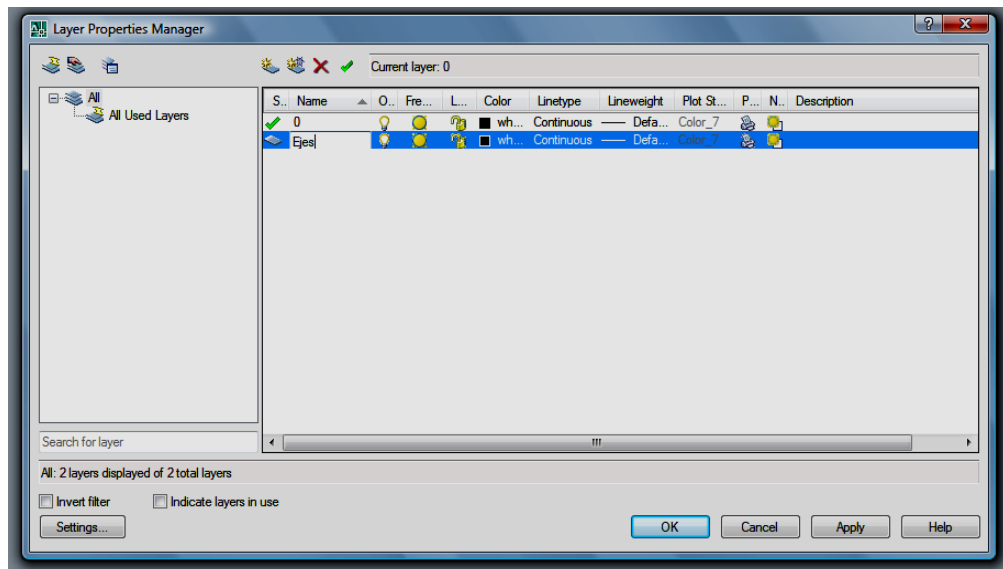 Layer Properties Manager
?
Current layer: 0
All
All Used Layers
S.. Name O.. Fre... L... Color Linetype Lineweight Plot St... P... N.. Description
0 wh... Continuous Defa... Color_7
Ejes wh... Continuous Defa... Color_7
Search for layer
All: 2 layers displayed of 2 total layers
Invert filter Indicate layers in use
Settings... OK Cancel Apply Help